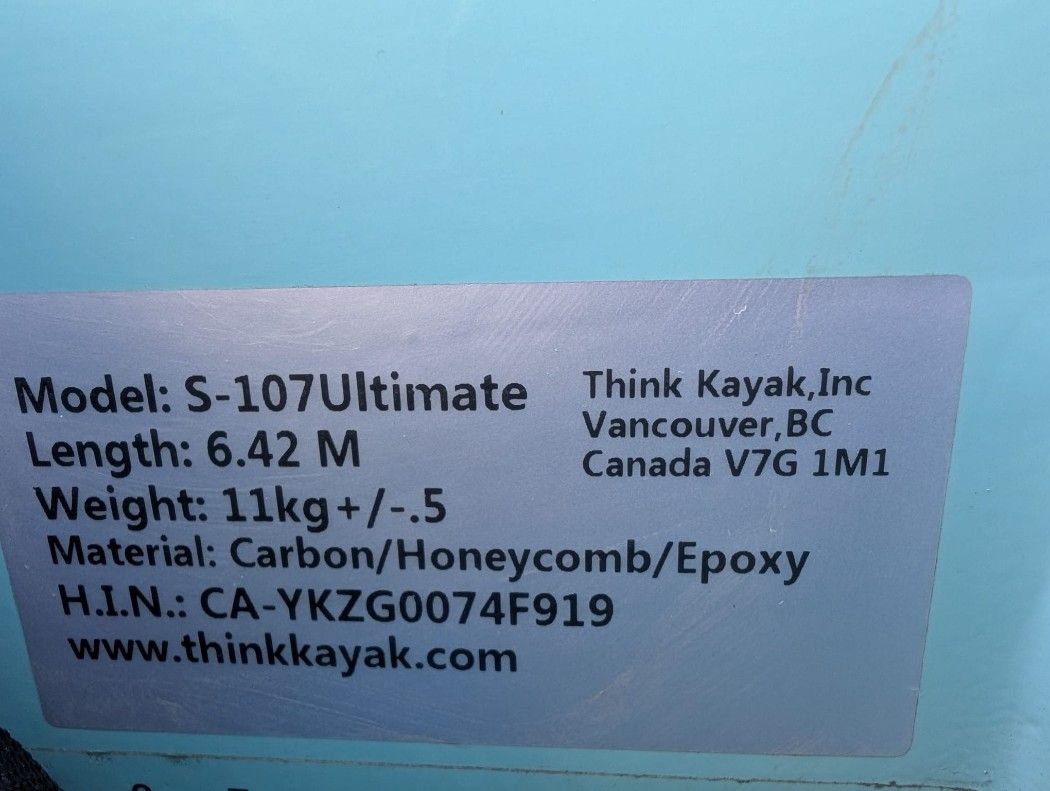 Model: S-107Ultimate
Length: 6.42 M
Weight: 11kg+/-.5
Material: Carbon/Honeycomb/Epoxy
H.I.N.: CA-YKZG0074F919
www.thinkkayak.com
Think Kayak,Inc
Vancouver,BC
Canada V7G 1M1